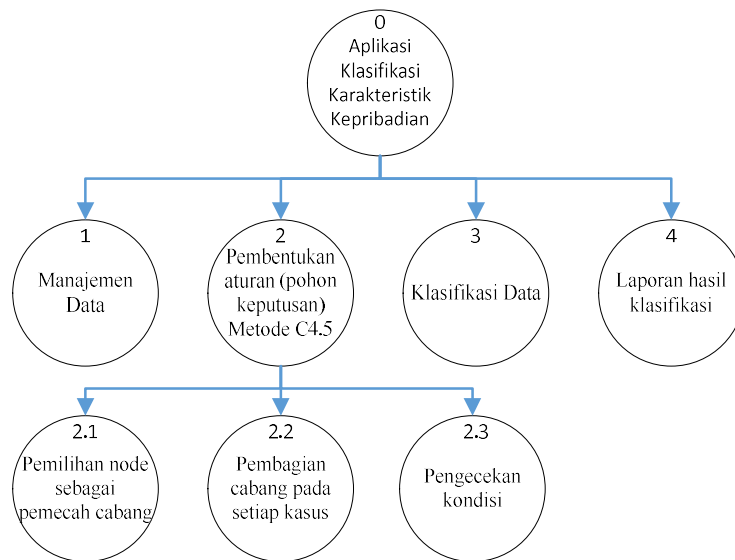 0
Aplikasi
Klasifikasi
Karakteristik
Kepribadian
1
Manajemen
Data
2
Pembentukan
aturan (pohon
keputusan)
Metode C4.5
3
Klasifikasi Data
4
Laporan hasil
klasifikasi
2.1
Pemilihan node
sebagai
pemecah cabang
2.2
Pembagian
cabang pada
setiap kasus
2.3
Pengecekan
kondisi